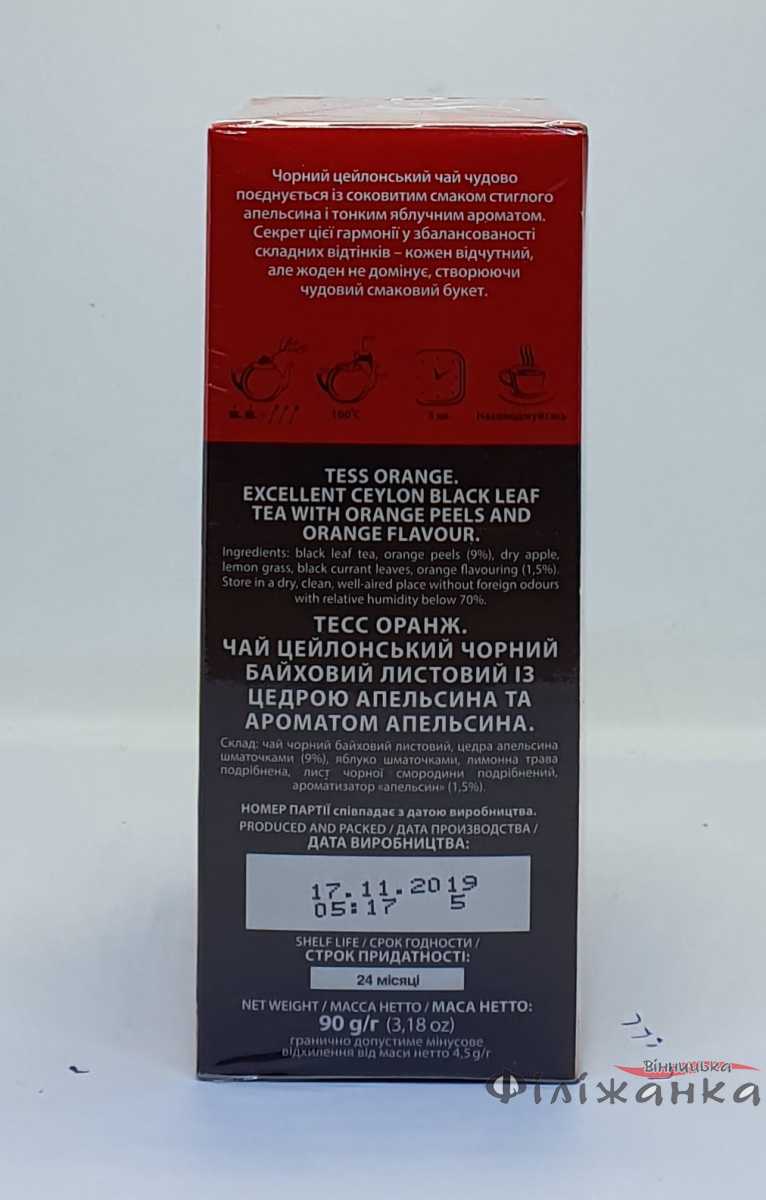 Чорний цейлонський чай чудово
поєднується із соковитим смаком стиглого
апельсина і тонким яблучним ароматом.
Секрет цієї гармонії у збалансованості
складних відтінків – кожен відчутний,
але жоден не домінує, створюючи
чудовий смаковий букет.
100°C
TESS ORANGE.
EXCELLENT CEYLON BLACK LEAF
TEA WITH ORANGE PEELS AND
ORANGE FLAVOUR.
Ingredients: black leaf tea, orange peels (9%), dry apple,
lemon grass, black currant leaves, orange flavouring (1,5%).
Store in a dry, clean, well-aired place without foreign odours
with relative humidity below 70%.
ТЕСС ОРАНЖ.
ЧАЙ ЦЕЙЛОНСЬКИЙ ЧОРНИЙ
БАЙХОВИЙ ЛИСТОВИЙ ІЗ
ЦЕДРОЮ АПЕЛЬСИНА ТА
АРОМАТОМ АПЕЛЬСИНА.
Склад: чай чорний байховий листовий, цедра апельсина
шматочками (9%), яблуко шматочками, лимонна трава
подрібнена, лист чорної смородини подрібнений,
ароматизатор «апельсин» (1,5%).
НОМЕР ПАРТІЇ співпадає з датою виробництва.
PRODUCED AND PACKED / ДАТА ПРОИЗВОДСТВА /
ДАТА ВИРОБНИЦТВА:
17.11.2019
05:17 5
SHELF LIFE / СРОК ГОДНОСТИ /
СТРОК ПРИДАТНОСТІ:
24 місяці
NET WEIGHT / МАССА НЕТТО / МАСА НЕТТО:
90 g/г (3,18 oz)
гранично допустиме мінусове
відхилення від маси нетто 4,5 g/г
Вінницька
Філіжанка